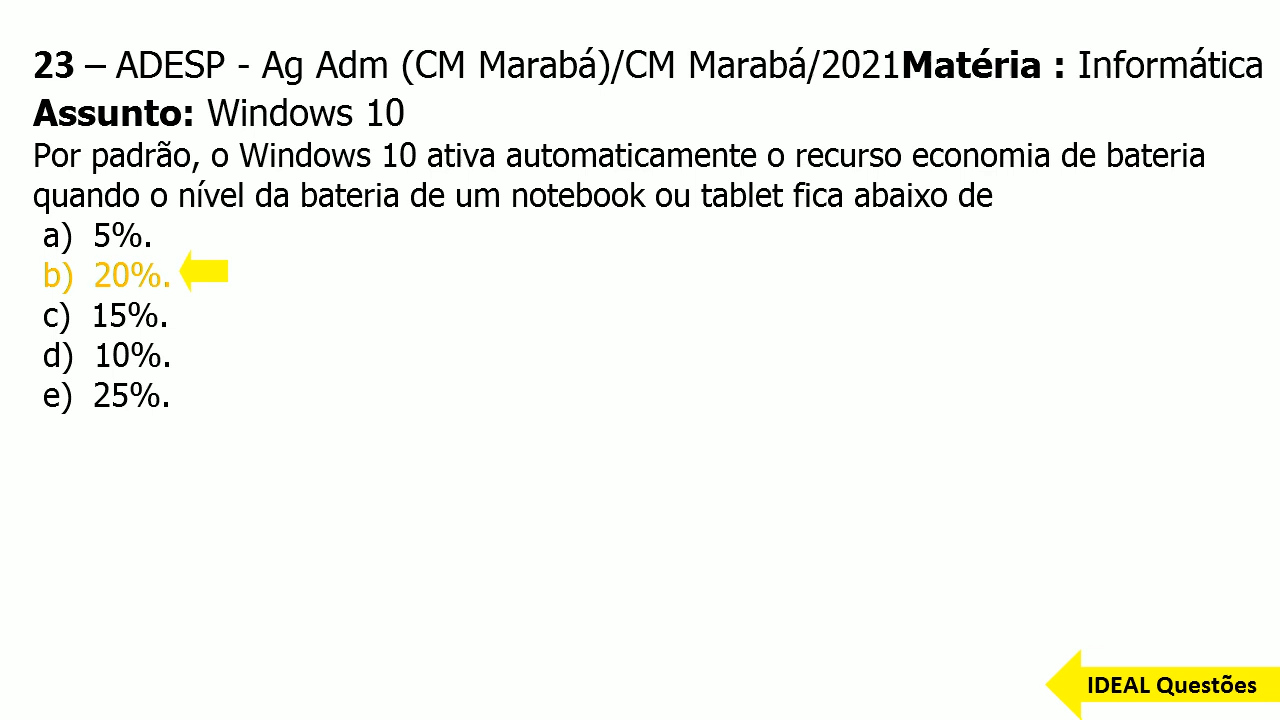 23 – ADESP - Ag Adm (CM Marabá)/CM Marabá/2021Matéria : Informática
Assunto: Windows 10
Por padrão, o Windows 10 ativa automaticamente o recurso economia de bateria
quando o nível da bateria de um notebook ou tablet fica abaixo de
a) 5%.
b) 20%.
c) 15%.
d) 10%.
e) 25%.
IDEAL Questões